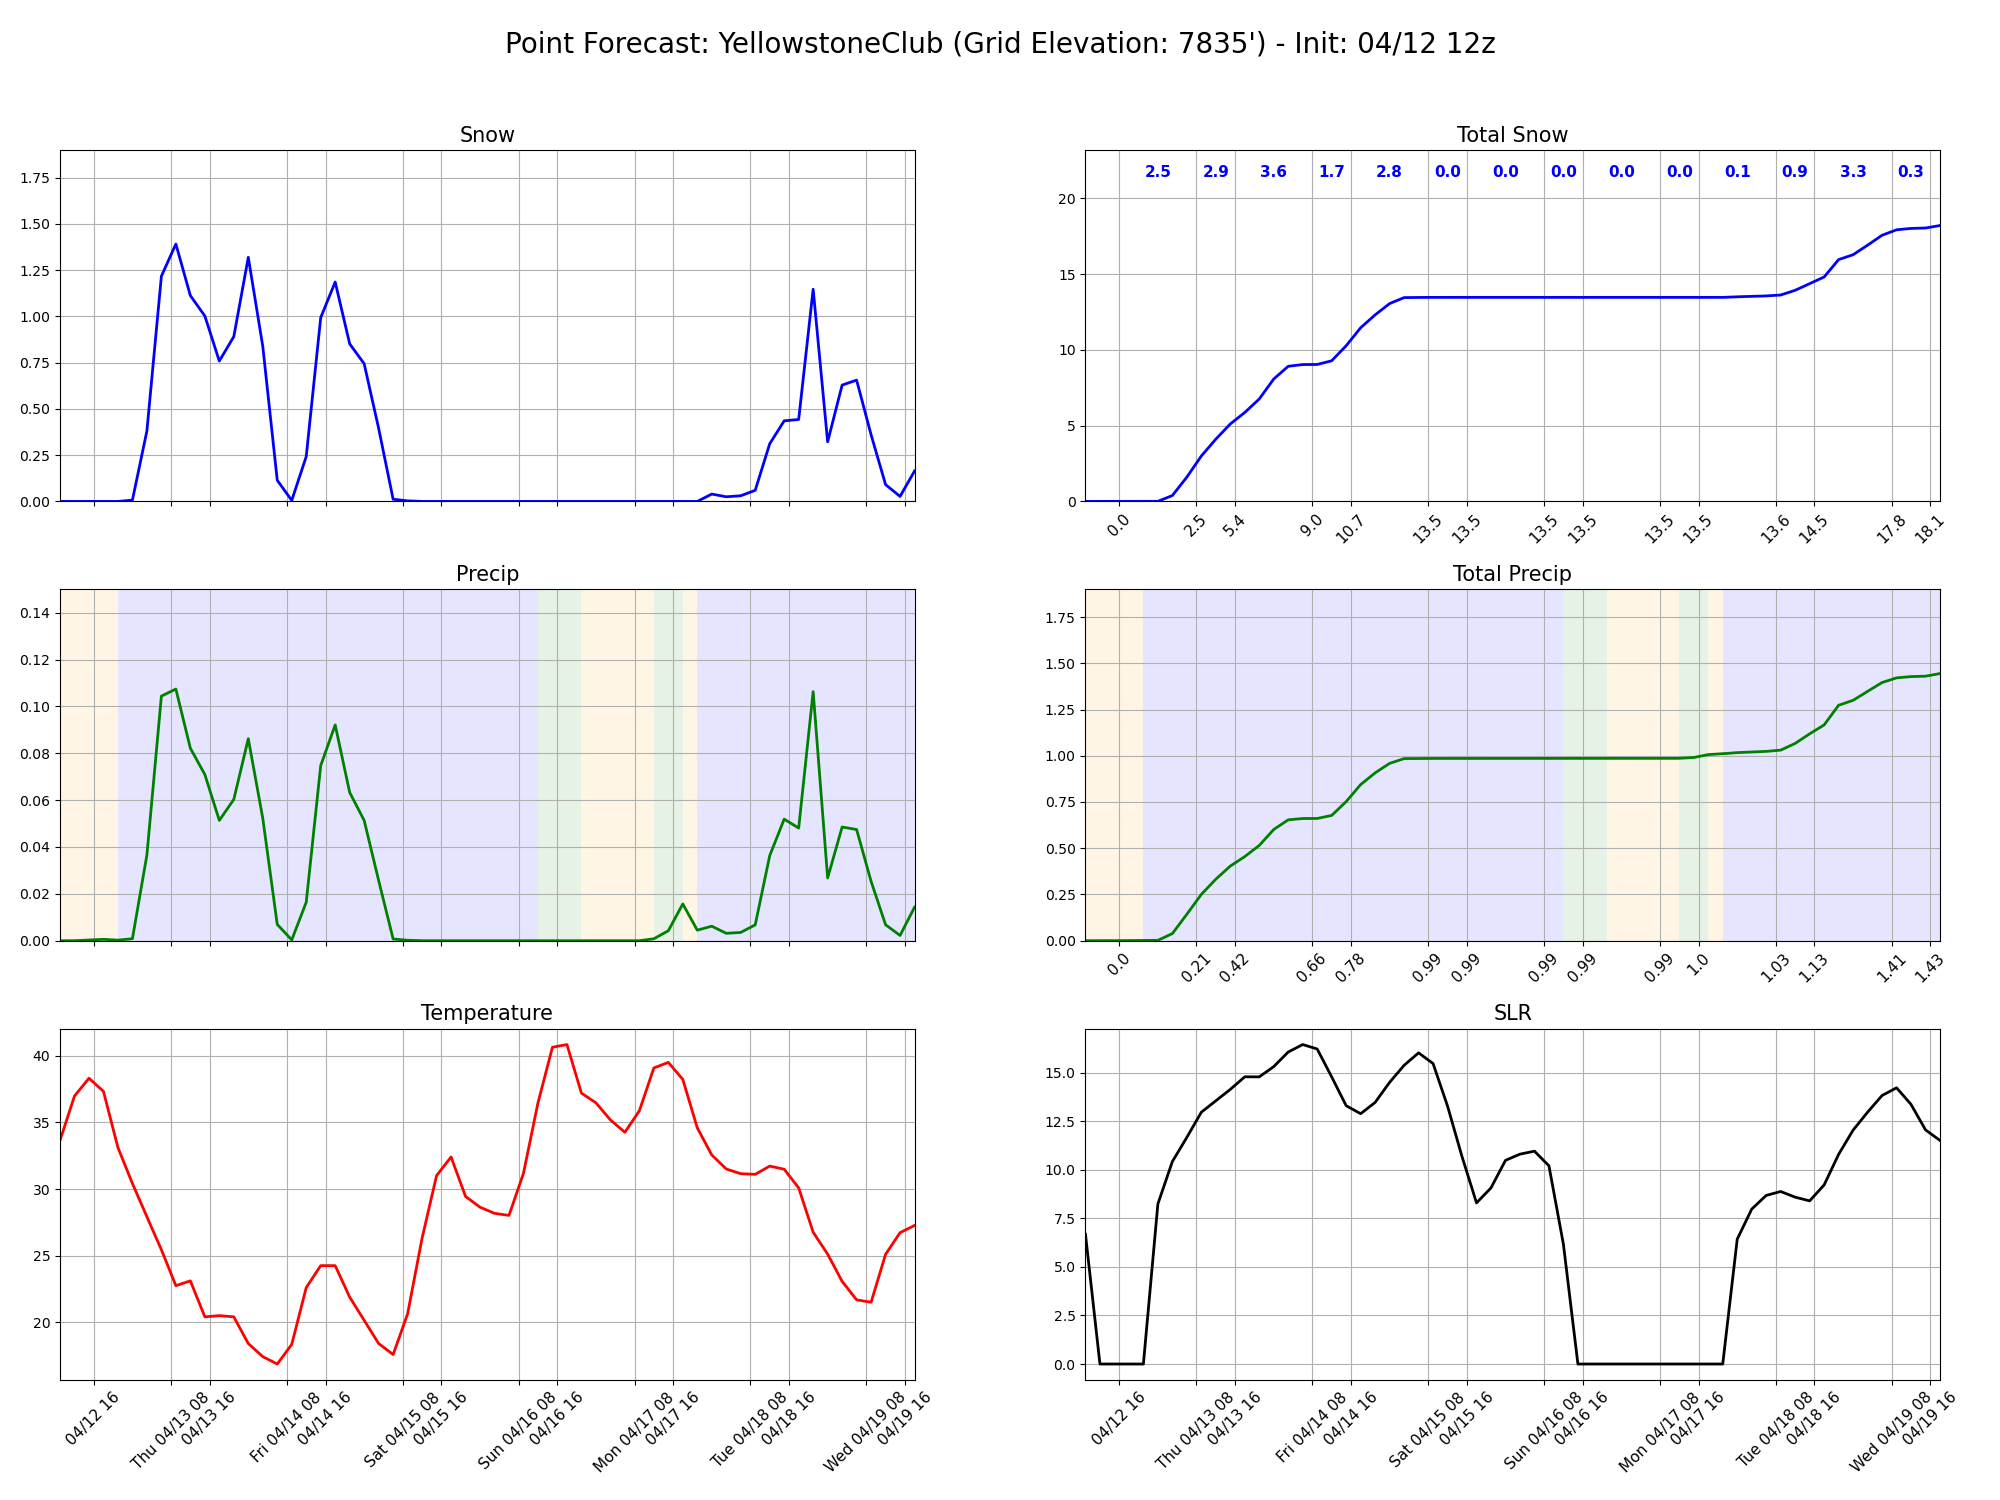 Point Forecast: YellowstoneClub (Grid Elevation: 7835') - Init: 04/12 12z
Snow
1.75
1.50
1.25
1.00
0.75
0.50
0.25
0.00
Total Snow
2.5 2.9 3.6 1.7 2.8 0.0 0.0 0.0 0.0 0.0 0.1 0.9 3.3 0.3
20
15
10
5
0
0.0 2.5 5.4 9.0 10.7 13.5 13.5 13.5 13.5 13.5 13.5 13.6 14.5 17.8 18.1
Precip
0.14
0.12
0.10
0.08
0.06
0.04
0.02
0.00
Total Precip
1.75
1.50
1.25
1.00
0.75
0.50
0.25
0.00
0.0 0.21 0.42 0.66 0.78 0.99 0.99 0.99 0.99 0.99 1.0 1.03 1.13 1.41 1.43
Temperature
40
35
30
25
20
04/12 16
Thu 04/13 08
04/13 16
Fri 04/14 08
04/14 16
Sat 04/15 08
04/15 16
Sun 04/16 08
04/16 16
Mon 04/17 08
04/17 16
Tue 04/18 08
04/18 16
Wed 04/19 08
04/19 16
SLR
15.0
12.5
10.0
7.5
5.0
2.5
0.0
04/12 16
Thu 04/13 08
04/13 16
Fri 04/14 08
04/14 16
Sat 04/15 08
04/15 16
Sun 04/16 08
04/16 16
Mon 04/17 08
04/17 16
Tue 04/18 08
04/18 16
Wed 04/19 08
04/19 16